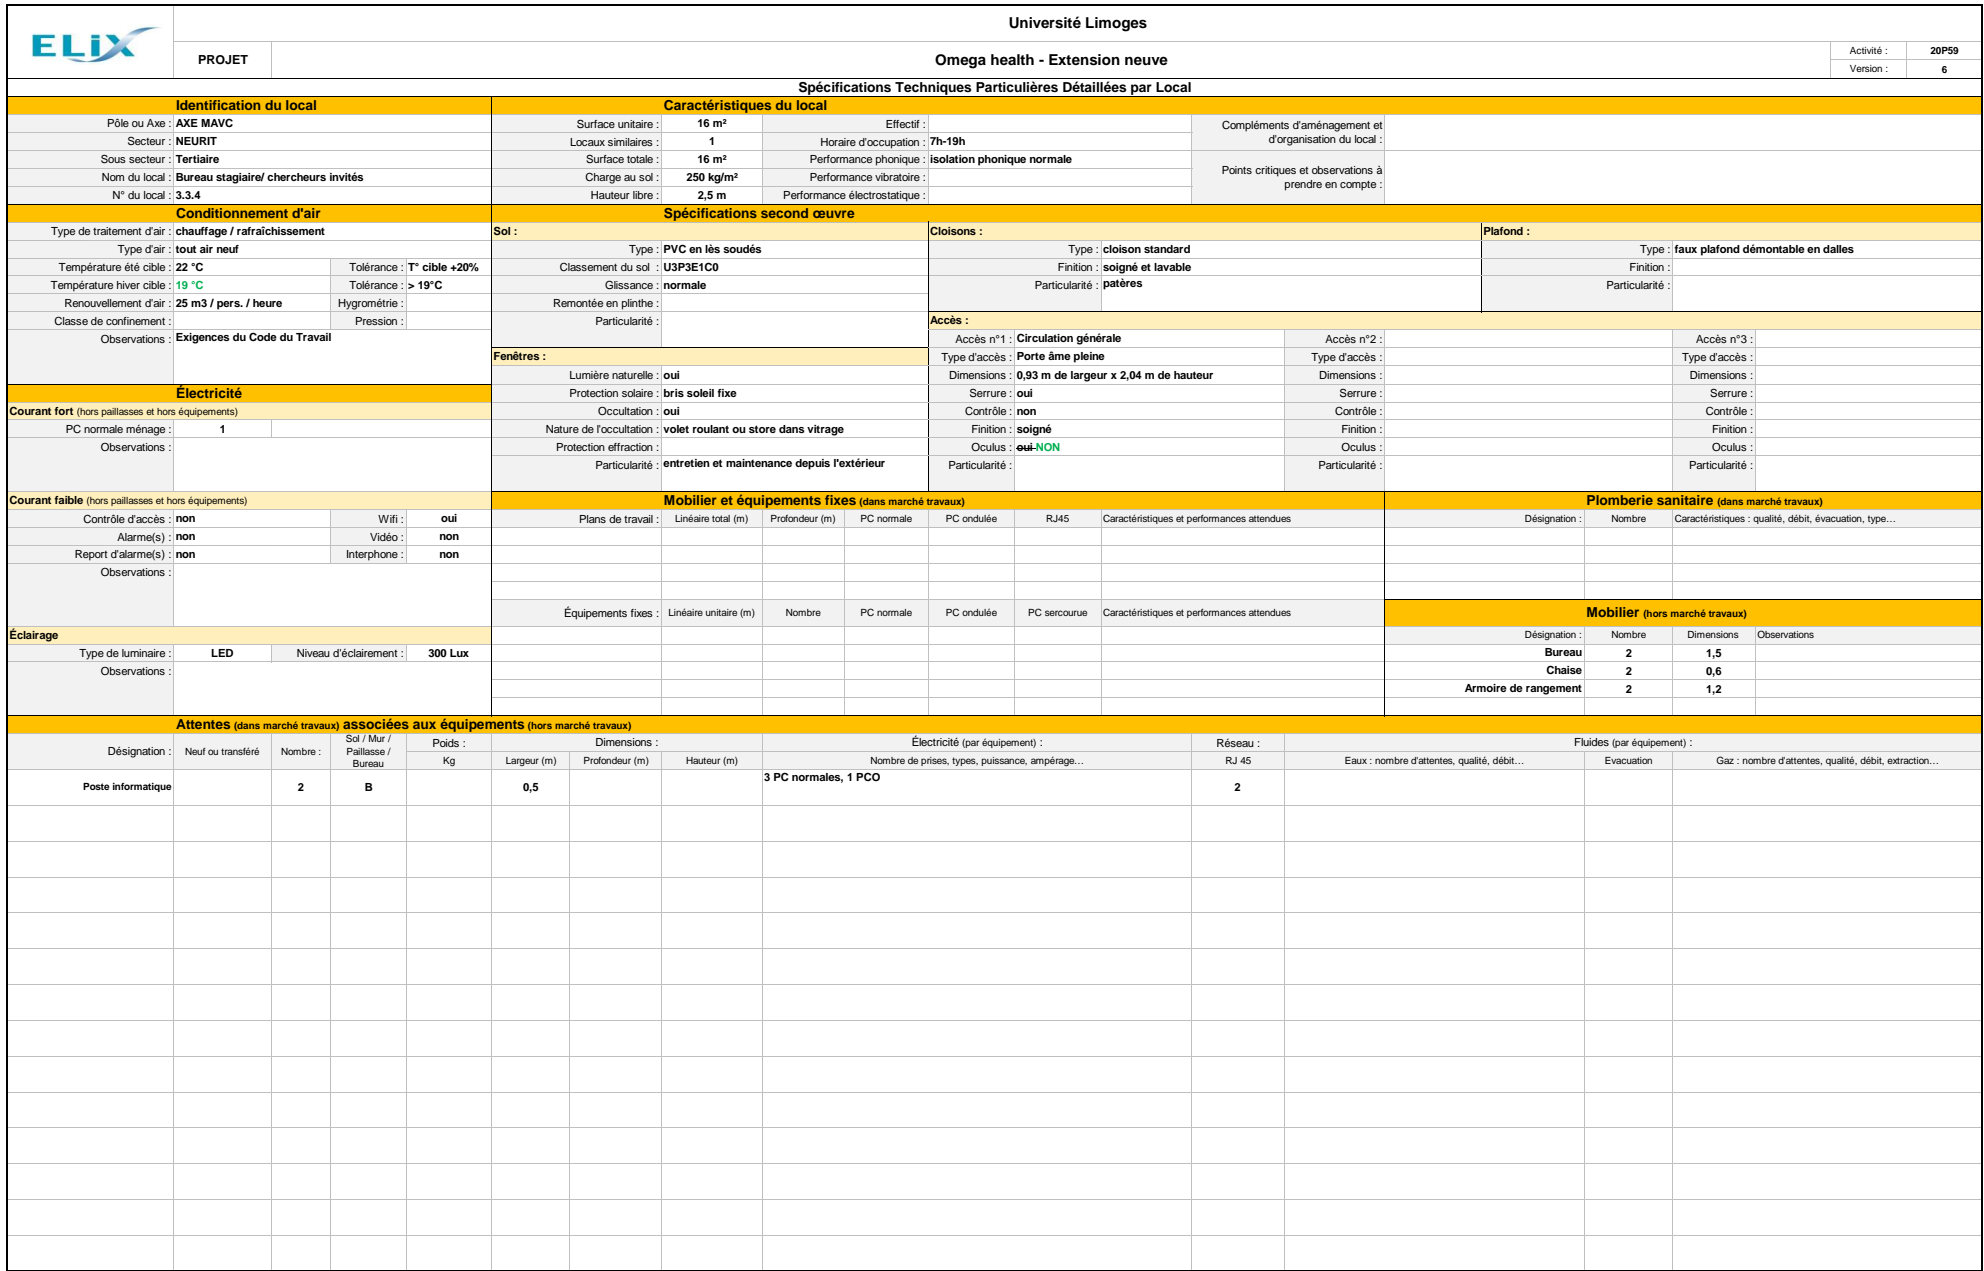 ELiX
Université Limoges
PROJET
Omega health - Extension neuve
Activité : 20P59
Version : 6
Spécifications Techniques Particulières Détaillées par Local
Identification du local
Pôle ou Axe : AXE MAVC
Secteur : NEURIT
Sous secteur : Tertiaire
Nom du local : Bureau stagiaire/ chercheurs invités
N° du local : 3.3.4
Caractéristiques du local
Surface unitaire : 16 m² Effectif :
Locaux similaires : 1 Horaire d'occupation : 7h-19h
Surface totale : 16 m² Performance phonique : isolation phonique normale
Charge au sol : 250 kg/m² Performance vibratoire :
Hauteur libre : 2,5 m Performance électrostatique :
Compléments d'aménagement et
d'organisation du local :
Points critiques et observations à
prendre en compte :
Conditionnement d'air
Type de traitement d'air : chauffage / rafraîchissement
Type d'air : tout air neuf
Température été cible : 22 °C Tolérance : T° cible +20%
Température hiver cible : 19 °C Tolérance : > 19°C
Renouvellement d'air : 25 m3 / pers. / heure Hygrométrie :
Classe de confinement : Pression :
Observations : Exigences du Code du Travail
Spécifications second œuvre
Sol :
Type : PVC en lès soudés
Classement du sol : U3P3E1C0
Glissance : normale
Remontée en plinthe :
Particularité :
Cloisons :
Type : cloison standard
Finition : soigné et lavable
Particularité : patères
Plafond :
Type : faux plafond démontable en dalles
Finition :
Particularité :
Fenêtres :
Lumière naturelle : oui
Protection solaire : bris soleil fixe
Occultation : oui
Nature de l'occultation : volet roulant ou store dans vitrage
Protection effraction :
Particularité : entretien et maintenance depuis l'extérieur
Accès :
Accès n°1 : Circulation générale Accès n°2 : Accès n°3 :
Type d'accès : Porte âme pleine Type d'accès : Type d'accès :
Dimensions : 0,93 m de largeur x 2,04 m de hauteur Dimensions : Dimensions :
Serrure : oui Serrure : Serrure :
Contrôle : non Contrôle : Contrôle :
Finition : soigné Finition : Finition :
Oculus : oui NON Oculus : Oculus :
Particularité : Particularité : Particularité :
Électricité
Courant fort (hors paillasses et hors équipements)
PC normale ménage : 1
Observations :
Courant faible (hors paillasses et hors équipements)
Contrôle d'accès : non Wifi : oui
Alarme(s) : non Vidéo : non
Report d'alarme(s) : non Interphone : non
Observations :
Éclairage
Type de luminaire : LED Niveau d'éclairement : 300 Lux
Observations :
Mobilier et équipements fixes (dans marché travaux)
Plans de travail : Linéaire total (m) Profondeur (m) PC normale PC ondulée RJ45 Caractéristiques et performances attendues
Équipements fixes : Linéaire unitaire (m) Nombre PC normale PC ondulée PC sercourue Caractéristiques et performances attendues
Plomberie sanitaire (dans marché travaux)
Désignation : Nombre Caractéristiques : qualité, débit, évacuation, type…
Mobilier (hors marché travaux)
Désignation : Nombre Dimensions Observations
Bureau 2 1,5
Chaise 2 0,6
Armoire de rangement 2 1,2
Attentes (dans marché travaux) associées aux équipements (hors marché travaux)
Désignation : Neuf ou transféré Nombre : Sol / Mur /
Paillasse /
Bureau
Poids : Dimensions : Électricité (par équipement) : Réseau : Fluides (par équipement) :
Kg Largeur (m) Profondeur (m) Hauteur (m) Nombre de prises, types, puissance, ampérage… RJ 45 Eaux : nombre d'attentes, qualité, débit… Evacuation Gaz : nombre d'attentes, qualité, débit, extraction…
Poste informatique 2 B 0,5 3 PC normales, 1 PCO 2